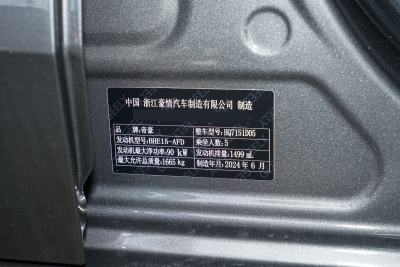 中国 浙江豪情汽车制造有限公司 制造
品 牌:帝豪 整车型号:HQ7151D05
发动机型号:BHE15-AFD 乘坐人数:5
发动机最大净功率:90 kW 发动机排量:1499 mL
最大允许总质量:1665 kg 制造年月:2024 年 6 月